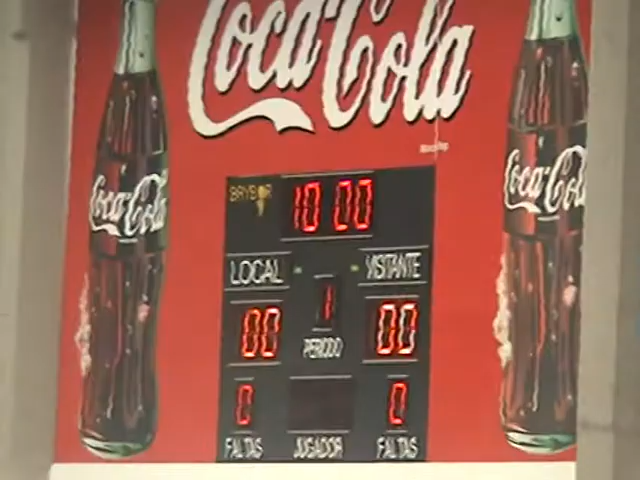 Coca-Cola
Coca-Cola
Coca-Cola
BRYBOR
10 00
LOCAL
VISITANTE
1
00
00
PERIODO
0
0
FALTAS
JUGADOR
FALTAS